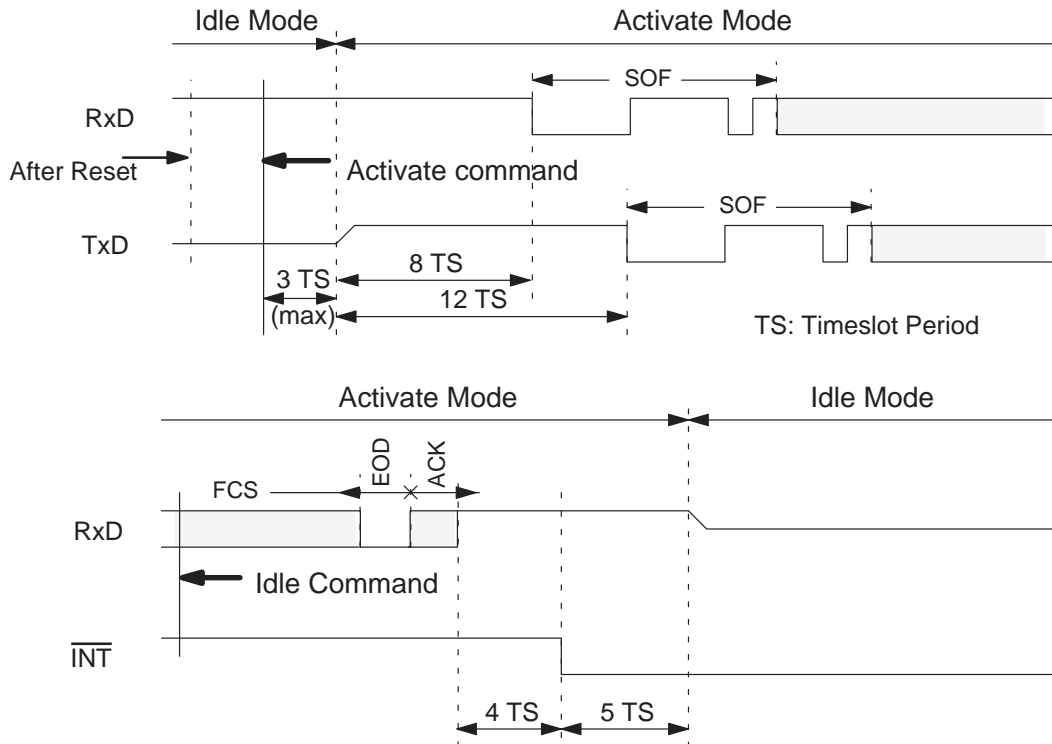 Idle Mode
Activate Mode
SOF
RxD
After Reset
Activate command
SOF
TxD
8 TS
3 TS
(max)
12 TS
TS: Timeslot Period
Activate Mode
Idle Mode
EOD
ACK
FCS
RxD
Idle Command
INT
4 TS
5 TS